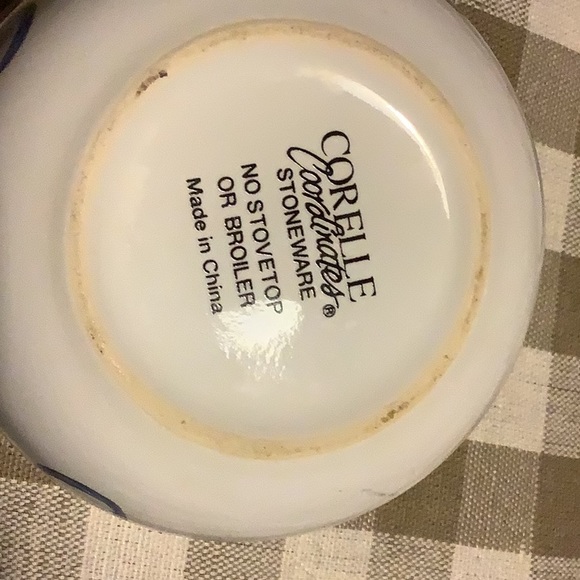 CORELLE
Coordinates®
STONEWARE
NO STOVETOP
OR BROILER
Made in China